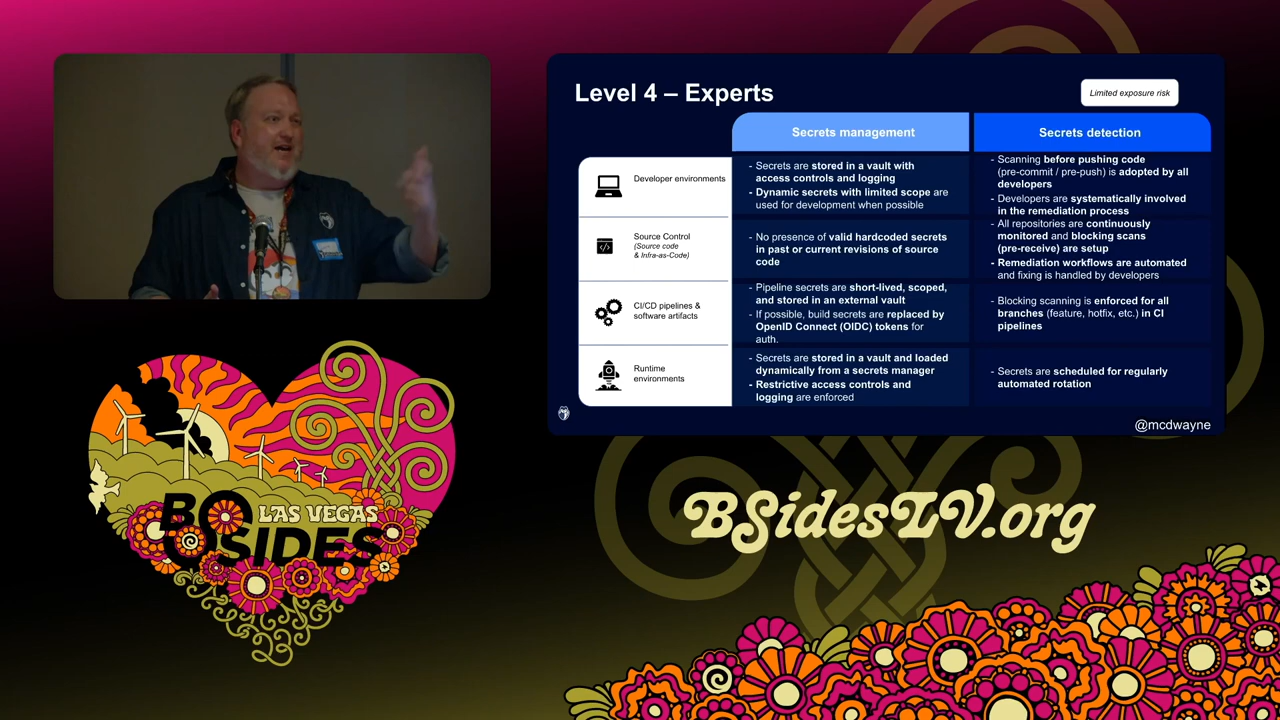 Level 4 – Experts
Limited exposure risk
Secrets management
Secrets detection
Developer environments
- Secrets are stored in a vault with
access controls and logging
- Dynamic secrets with limited scope are
used for development when possible
- Scanning before pushing code
(pre-commit / pre-push) is adopted by all
developers
- Developers are systematically involved
in the remediation process
Source Control
(Source code
& Infra-as-Code)
- No presence of valid hardcoded secrets
in past or current revisions of source
code
- All repositories are continuously
monitored and blocking scans
(pre-receive) are setup
- Remediation workflows are automated
and fixing is handled by developers
CI/CD pipelines &
software artifacts
- Pipeline secrets are short-lived, scoped,
and stored in an external vault
- If possible, build secrets are replaced by
OpenID Connect (OIDC) tokens for
auth.
- Blocking scanning is enforced for all
branches (feature, hotfix, etc.) in CI
pipelines
Runtime
environments
- Secrets are stored in a vault and loaded
dynamically from a secrets manager
- Restrictive access controls and
logging are enforced
- Secrets are scheduled for regularly
automated rotation
@mcdwayne
LAS VEGAS
BSIDES
23
BSidesLV.org